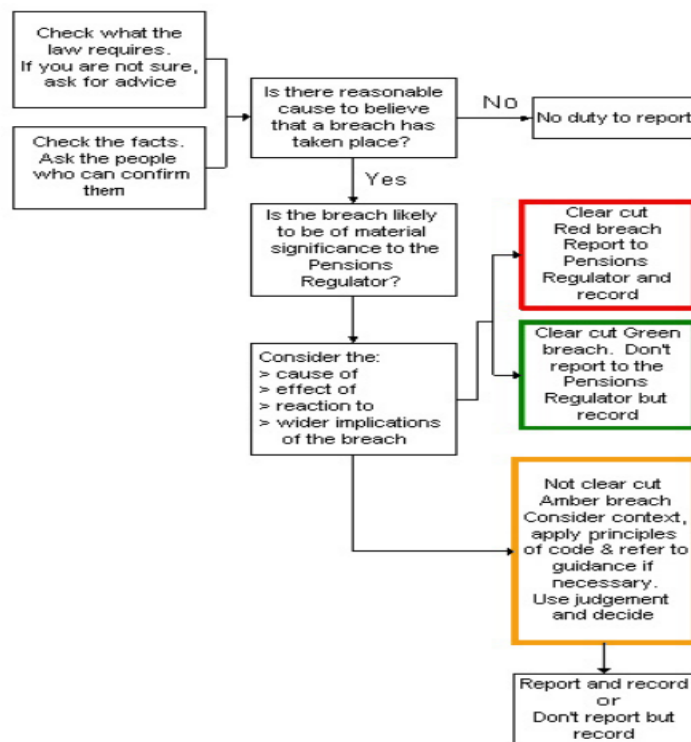 Check what the
law requires.
If you are not sure,
ask for advice
Check the facts.
Ask the people
who can confirm
them
Is there reasonable
cause to believe
that a breach has
taken place?
No
No duty to report
Yes
Is the breach likely
to be of material
significance to the
Pensions
Regulator?
Clear cut
Red breach
Report to
Pensions
Regulator and
record
Clear cut Green
breach. Don't
report to the
Pensions
Regulator but
record
Consider the:
> cause of
> effect of
> reaction to
> wider implications
of the breach
Not clear cut
Amber breach
Consider context,
apply principles
of code & refer to
guidance if
necessary.
Use judgement
and decide
Report and record
or
Don't report but
record